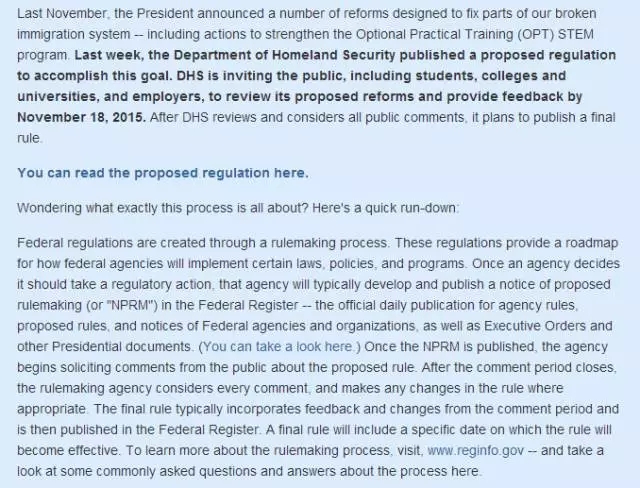 Last November, the President announced a number of reforms designed to fix parts of our broken
immigration system -- including actions to strengthen the Optional Practical Training (OPT) STEM
program. Last week, the Department of Homeland Security published a proposed regulation
to accomplish this goal. DHS is inviting the public, including students, colleges and
universities, and employers, to review its proposed reforms and provide feedback by
November 18, 2015. After DHS reviews and considers all public comments, it plans to publish a final
rule.
You can read the proposed regulation here.
Wondering what exactly this process is all about? Here's a quick run-down:
Federal regulations are created through a rulemaking process. These regulations provide a roadmap
for how federal agencies will implement certain laws, policies, and programs. Once an agency decides
it should take a regulatory action, that agency will typically develop and publish a notice of proposed
rulemaking (or "NPRM") in the Federal Register -- the official daily publication for agency rules,
proposed rules, and notices of Federal agencies and organizations, as well as Executive Orders and
other Presidential documents. (You can take a look here.) Once the NPRM is published, the agency
begins soliciting comments from the public about the proposed rule. After the comment period closes,
the rulemaking agency considers every comment, and makes any changes in the rule where
appropriate. The final rule typically incorporates feedback and changes from the comment period and
is then published in the Federal Register. A final rule will include a specific date on which the rule will
become effective. To learn more about the rulemaking process, visit, www.reginfo.gov -- and take a
look at some commonly asked questions and answers about the process here.